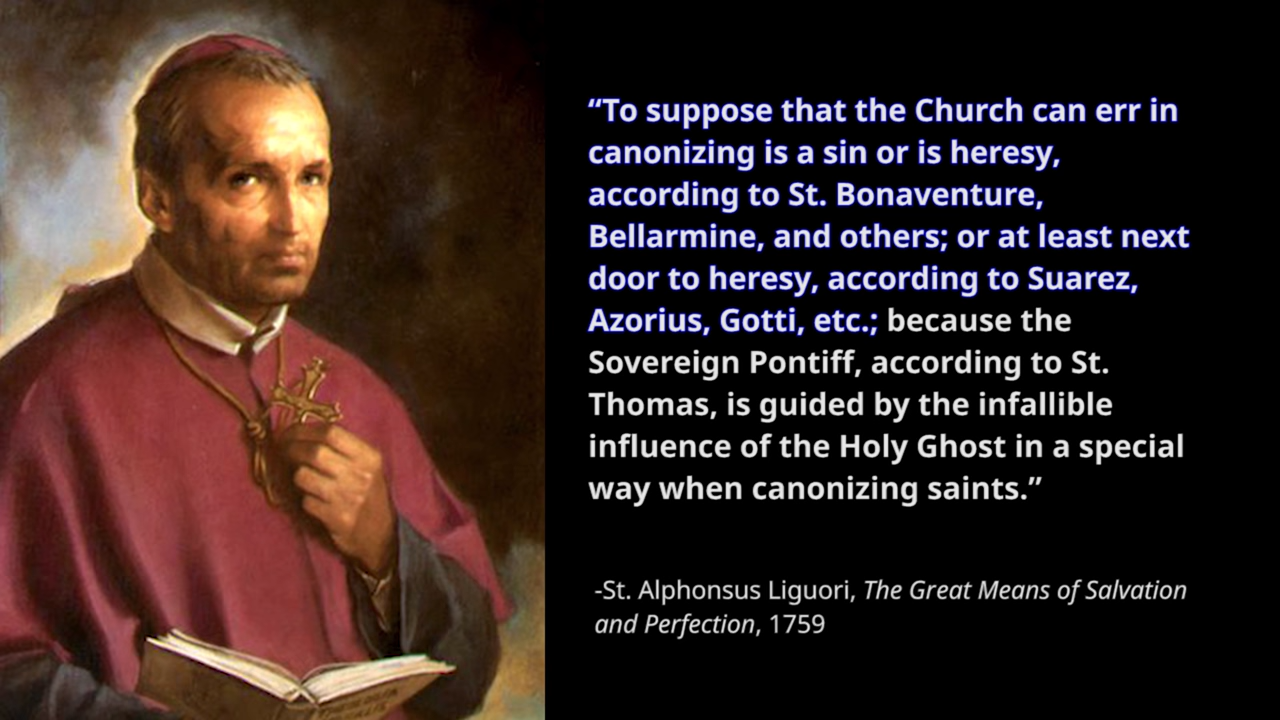 “To suppose that the Church can err in
canonizing is a sin or is heresy,
according to St. Bonaventure,
Bellarmine, and others; or at least next
door to heresy, according to Suarez,
Azorius, Gotti, etc.; because the
Sovereign Pontiff, according to St.
Thomas, is guided by the infallible
influence of the Holy Ghost in a special
way when canonizing saints.”
-St. Alphonsus Liguori, The Great Means of Salvation
and Perfection, 1759